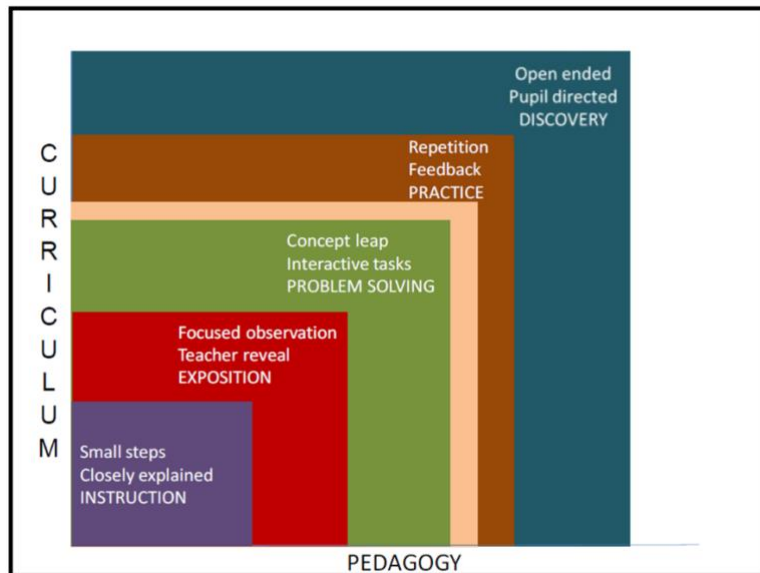 CURRICULUM
Open ended
Pupil directed
DISCOVERY
Repetition
Feedback
PRACTICE
Concept leap
Interactive tasks
PROBLEM SOLVING
Focused observation
Teacher reveal
EXPOSITION
Small steps
Closely explained
INSTRUCTION
PEDAGOGY